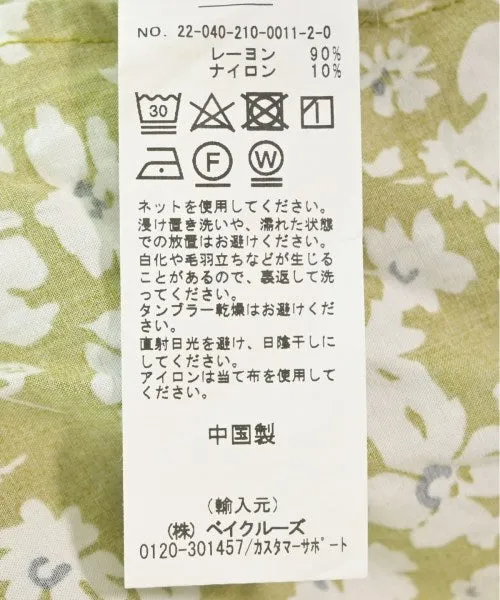 NO. 22-040-210-0011-2-0
レーヨン 90%
ナイロン 10%
30
F W
ネットを使用してください。
浸け置き洗いや、濡れた状態
での放置はお避けください。
白化や毛羽立ちなどが生じる
ことがあるので、裏返して洗
ってください。
タンブラー乾燥はお避けくだ
さい。
直射日光を避け、日陰干しに
してください。
アイロンは当て布を使用して
ください。
中国製
(輸入元)
(株) ベイクルーズ
0120-301457/カスタマーサポート